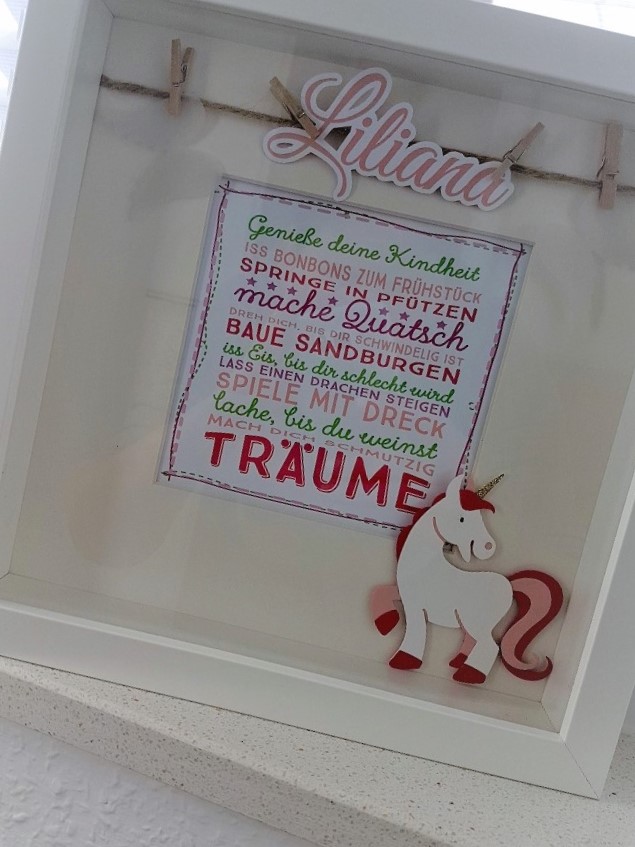 Liliana
Genieße deine Kindheit
ISS BONBONS ZUM FRÜHSTÜCK
SPRINGE IN PFÜTZEN
mache Quatsch
DREH DICH, BIS DIR SCHWINDELIG IST
BAUE SANDBURGEN
iss Eis, bis dir schlecht wird
LASS EINEN DRACHEN STEIGEN
SPIELE MIT DRECK
lache, bis du weinst
MACH DICH SCHMUTZIG
TRÄUME